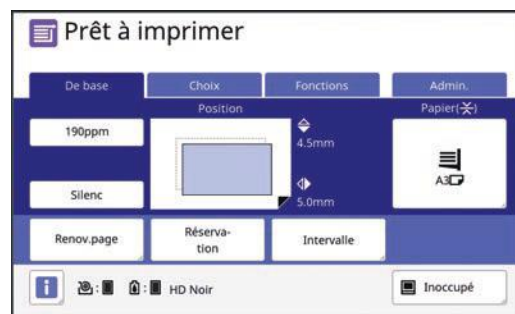 Prêt à imprimer
De base
Choix
Fonctions
Admin.
Position
Papier()
190ppm
4.5mm
A3
Silenc
5.0mm
Renov.page
Réserva-
tion
Intervalle
: : HD Noir
Inoccupé